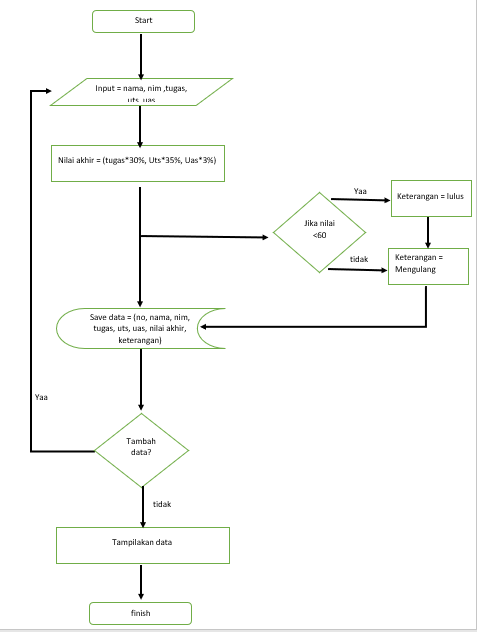 Start
Input = nama, nim ,tugas,
uts, uas
Nilai akhir = (tugas*30%, Uts*35%, Uas*3%)
Yaa
Keterangan = lulus
Jika nilai
<60
tidak
Keterangan =
Mengulang
Save data = (no, nama, nim,
tugas, uts, uas, nilai akhir,
keterangan)
Yaa
Tambah
data?
tidak
Tampilakan data
finish